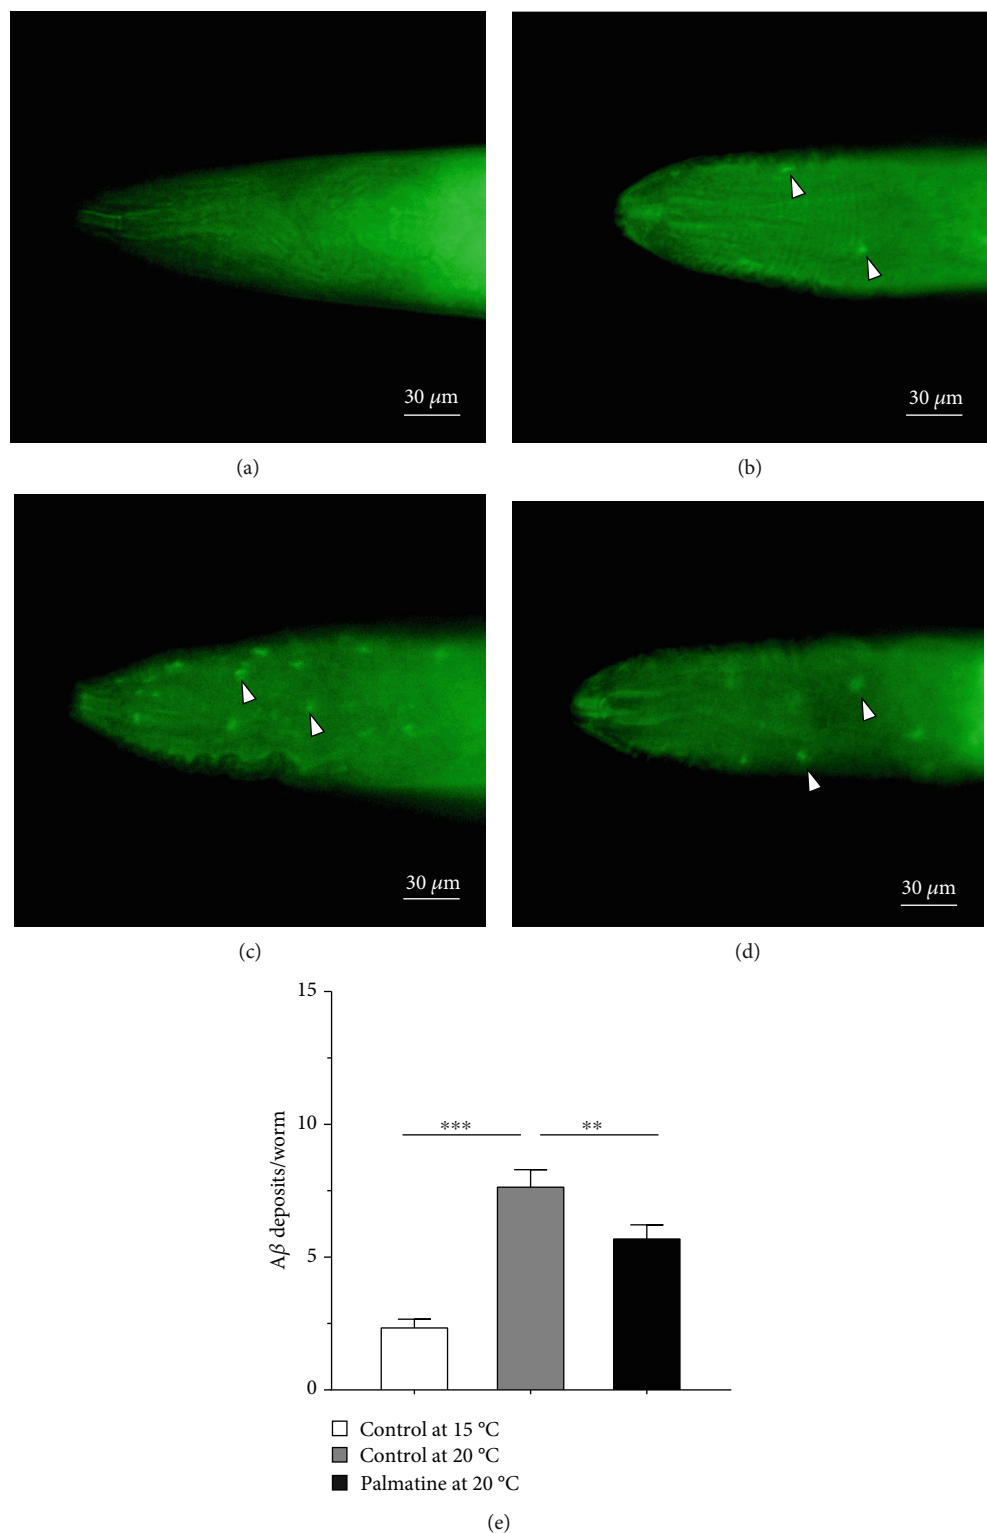 30 μm
30 μm
(a)
(b)
30 μm
30 μm
(c)
(d)
15
10
5
0
Aβ deposits/worm
***
**
Control at 15 °C
Control at 20 °C
Palmatine at 20 °C
(e)